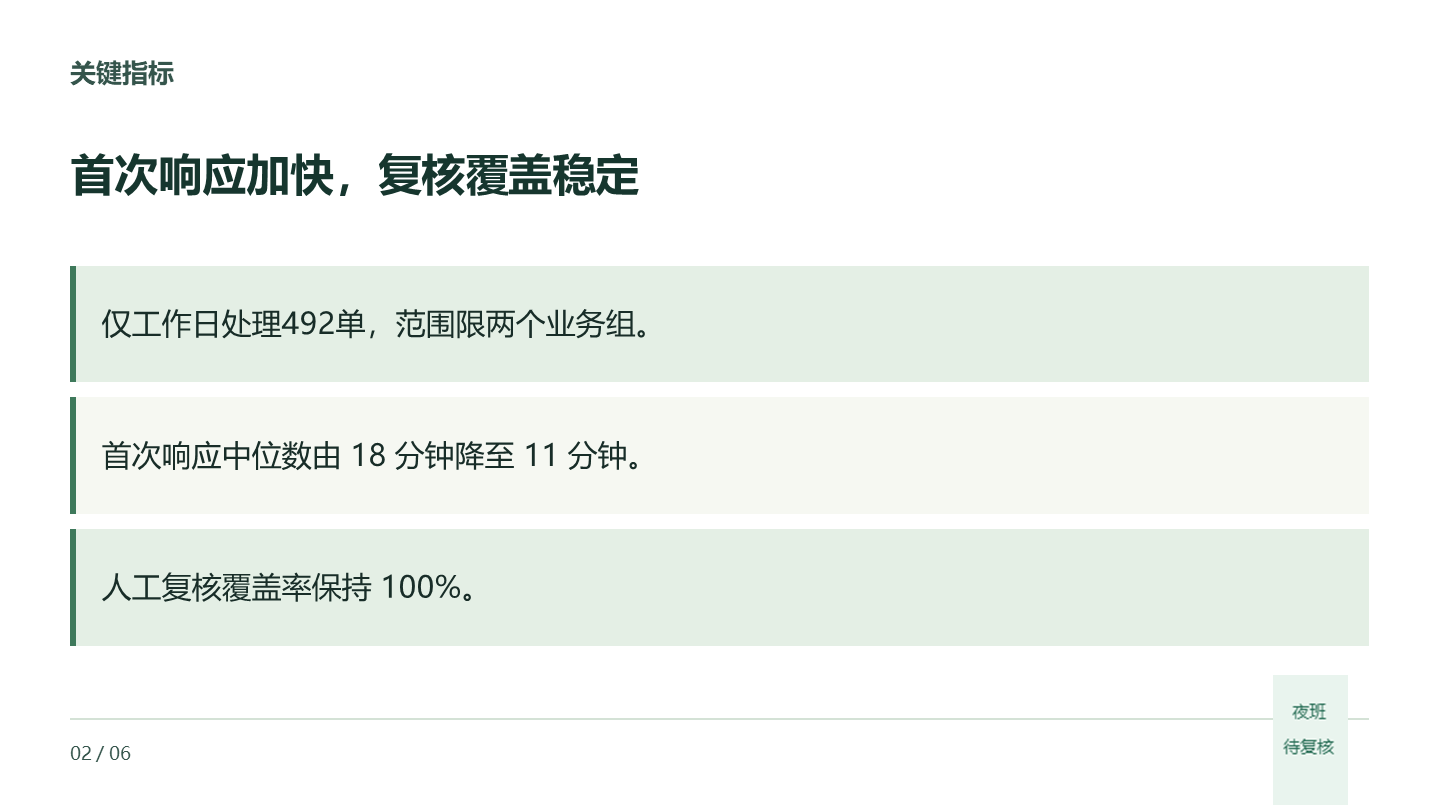 关键指标
首次响应加快，复核覆盖稳定
仅工作日处理492单，范围限两个业务组。
首次响应中位数由 18 分钟降至 11 分钟。
人工复核覆盖率保持 100%。
02 / 06
夜班
待复核